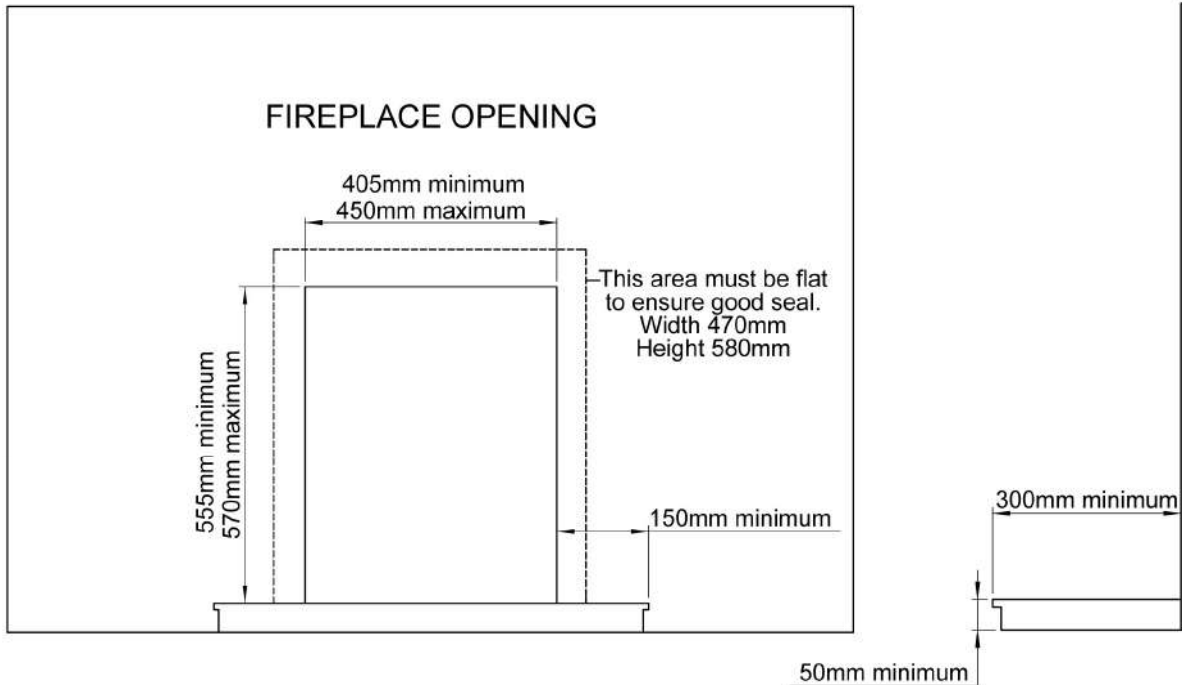 FIREPLACE OPENING
405mm minimum
450mm maximum
This area must be flat
to ensure good seal.
Width 470mm
Height 580mm
555mm minimum
570mm maximum
150mm minimum
300mm minimum
50mm minimum